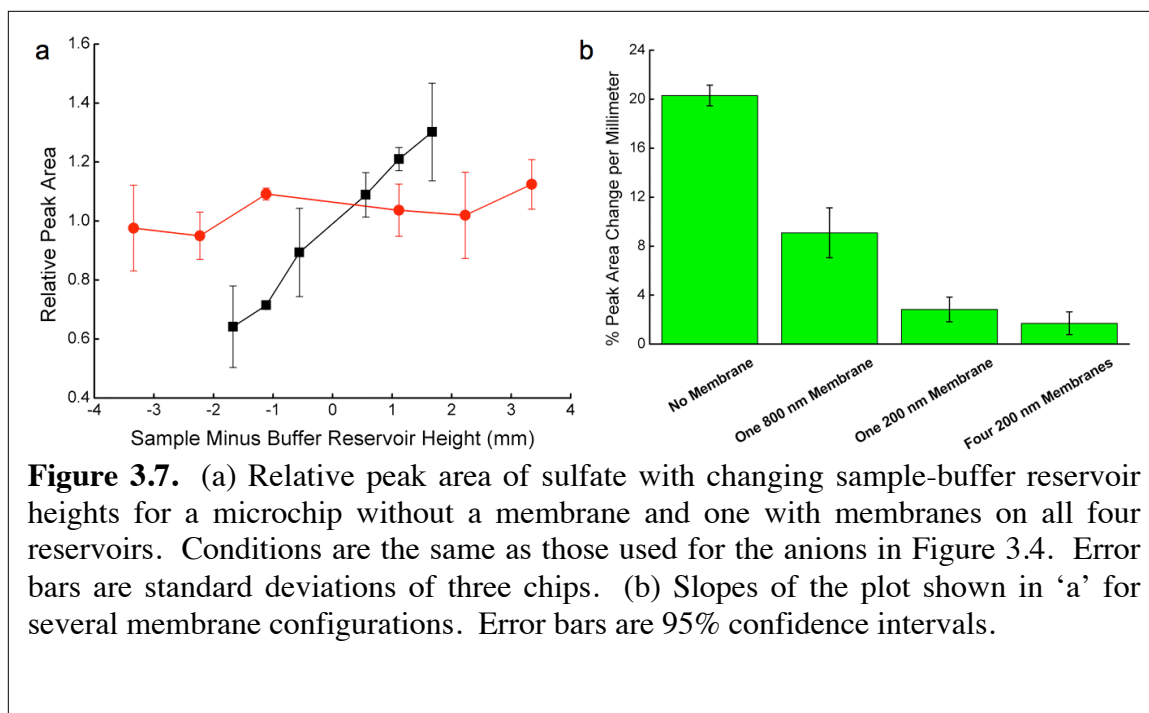 a
1.6
1.4
1.2
1.0
0.8
0.6
0.4
Relative Peak Area
-4 -3 -2 -1 0 1 2 3 4
Sample Minus Buffer Reservoir Height (mm)
b
24
20
16
12
8
4
0
% Peak Area Change per Millimeter
No Membrane
One 800 nm Membrane
One 200 nm Membrane
Four 200 nm Membranes
Figure 3.7. (a) Relative peak area of sulfate with changing sample-buffer reservoir
heights for a microchip without a membrane and one with membranes on all four
reservoirs. Conditions are the same as those used for the anions in Figure 3.4. Error
bars are standard deviations of three chips. (b) Slopes of the plot shown in ‘a’ for
several membrane configurations. Error bars are 95% confidence intervals.